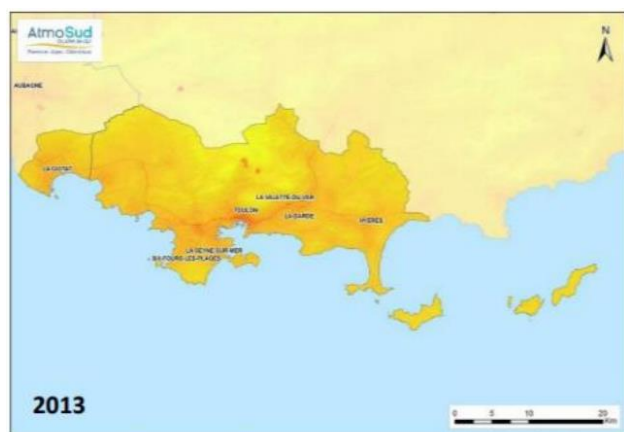 AtmoSud
N
AUBAGNE
LA CIOTAT
LA VALETTE-DU-VAR
TOULON
LA GARDE
HYERES
LA SEYNE-SUR-MER
SIX-FOURS-LES-PLAGES
2013
0 5 10 20
Km